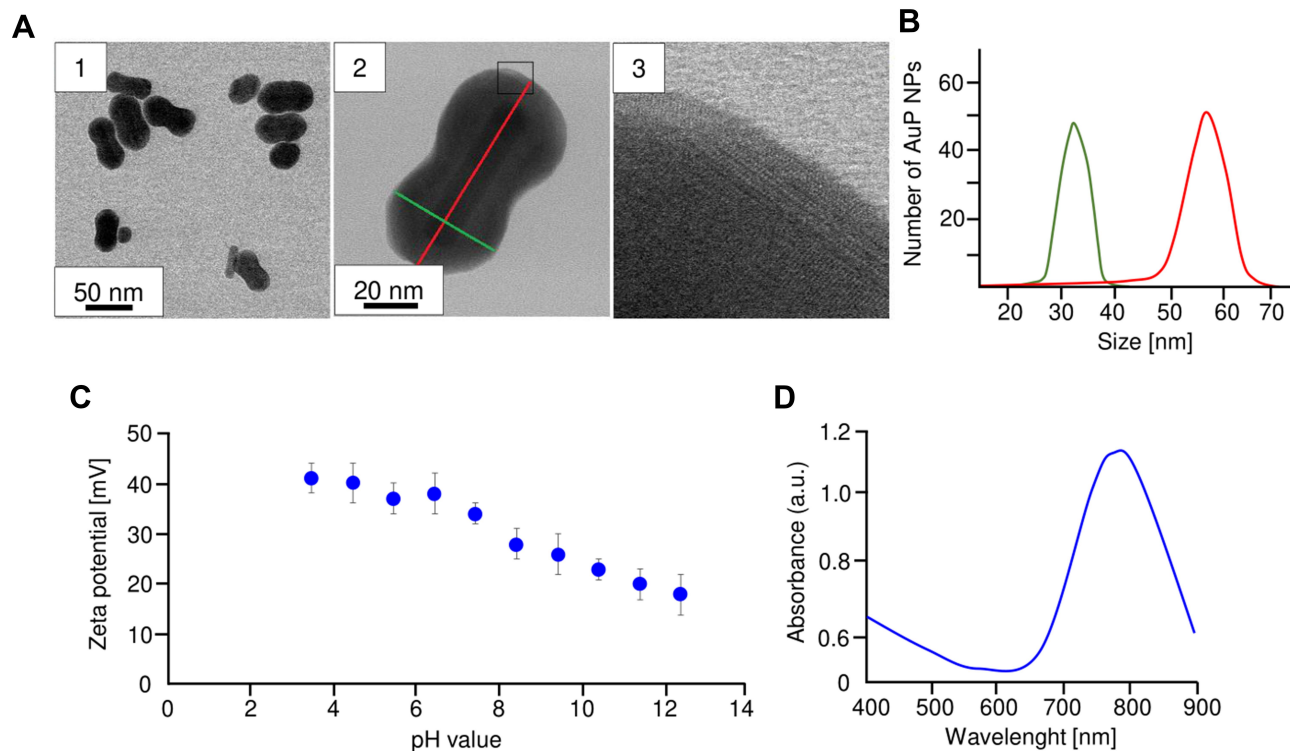 A
1
2
3
50 nm
20 nm
B
Number of AuP NPs
60
40
20
20 30 40 50 60 70
Size [nm]
C
Zeta potential [mV]
50
40
30
20
10
0
0 2 4 6 8 10 12 14
pH value
D
Absorbance (a.u.)
1.2
1.0
0.8
0.6
0
400 500 600 700 800 900
Wavelenght [nm]